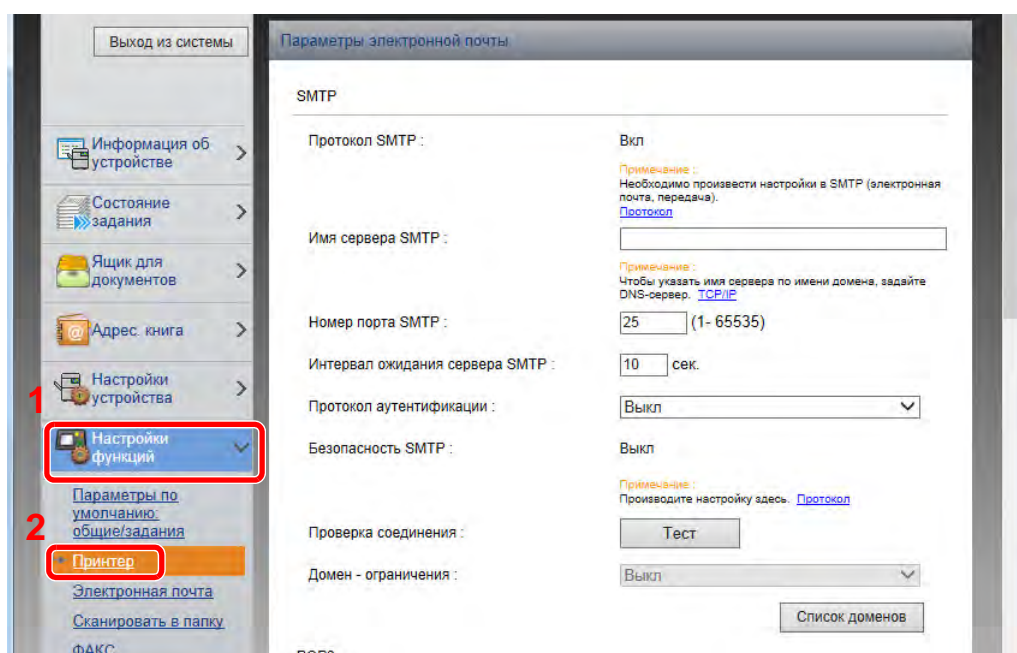 Выход из системы
Информация об
устройстве
Состояние
задания
Ящик для
документов
Адрес. книга
Настройки
устройства
1
Настройки
функций
Параметры по
умолчанию:
общие/задания
2
Принтер
Электронная почта
Сканировать в папку
ФАКС
Параметры электронной почты
SMTP
Протокол SMTP : Вкл
Примечание :
Необходимо произвести настройки в SMTP (электронная
почта, передача).
Протокол
Имя сервера SMTP :
Примечание :
Чтобы указать имя сервера по имени домена, задайте
DNS-сервер. TCP/IP
Номер порта SMTP : 25 (1- 65535)
Интервал ожидания сервера SMTP : 10 сек.
Протокол аутентификации : Выкл
Безопасность SMTP : Выкл
Примечание :
Производите настройку здесь. Протокол
Проверка соединения : Тест
Домен - ограничения : Выкл
Список доменов